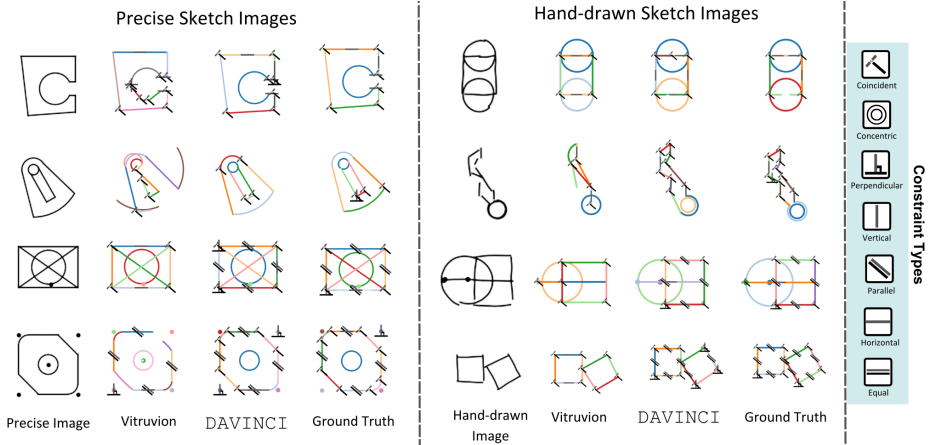 Precise Sketch Images
Hand-drawn Sketch Images
Precise Image
Vitruvion
DAVINCI
Ground Truth
Hand-drawn
Image
Vitruvion
DAVINCI
Ground Truth
Coincident
Concentric
Perpendicular
Vertical
Parallel
Horizontal
Equal
Constraint Types